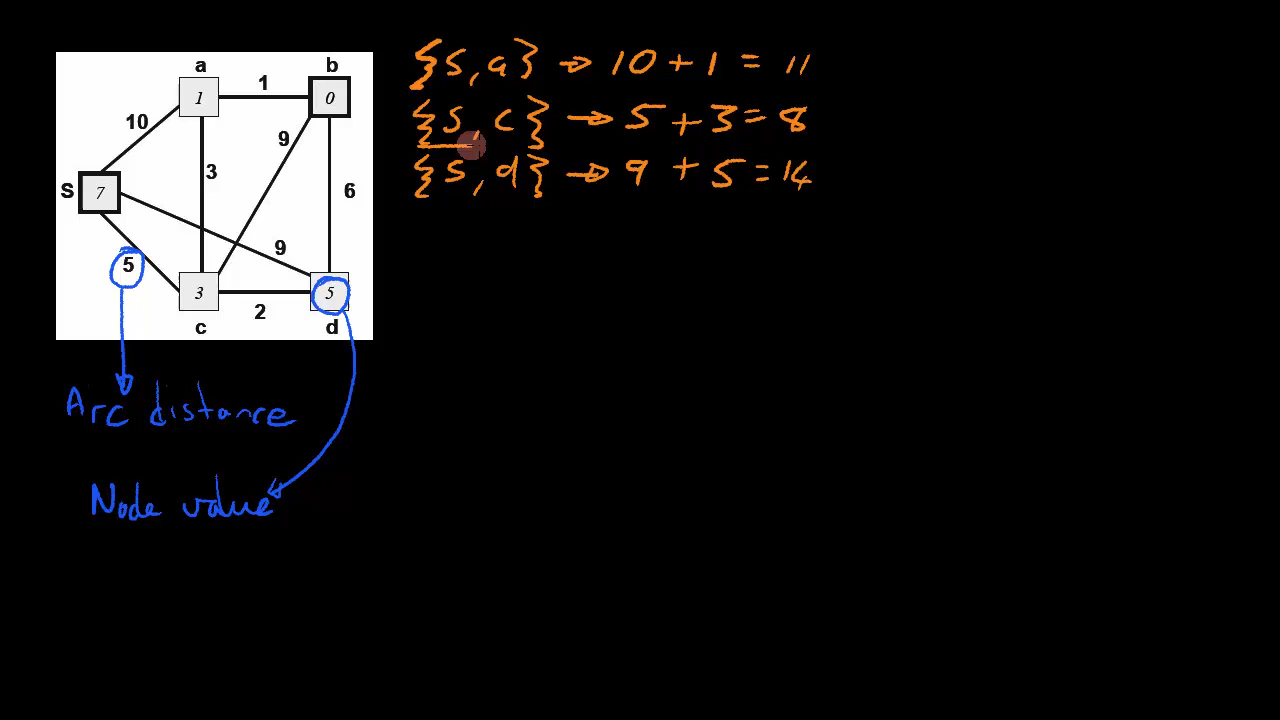 a b
1 1 0
10 9
3
S 7 6
9
5
3 2 5
c d
{S, a} → 10 + 1 = 11
{S, c} → 5 + 3 = 8
{S, d} → 9 + 5 = 14
Arc distance
Node value